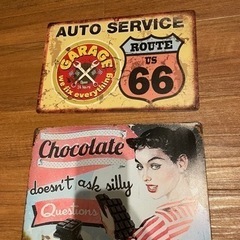 AUTO SERVICE
GARAGE
we fix everything
ROUTE
US
66
Chocolate
doesn't ask silly
Questions